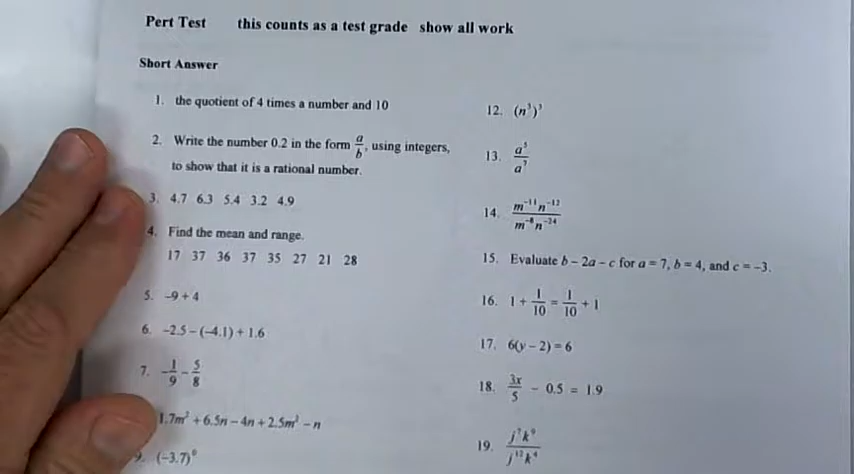 Pert Test this counts as a test grade show all work
Short Answer
1. the quotient of 4 times a number and 10
2. Write the number 0.2 in the form a/b, using integers,
to show that it is a rational number.
3. 4.7 6.3 5.4 3.2 4.9
4. Find the mean and range.
17 37 36 37 35 27 21 28
5. -9 + 4
6. -2.5 - (-4.1) + 1.6
7. -1/9 - 5/8
1.7m² + 6.5n - 4n + 2.5m² - n
9. (-3.7)⁰
12. (n³)³
13. a⁵/a⁷
14. m⁻¹¹n⁻¹²/m⁻⁸n⁻²⁴
15. Evaluate b - 2a - c for a = 7, b = 4, and c = -3.
16. 1 + 1/10 = 1/10 + 1
17. 6(y - 2) = 6
18. 3x/5 - 0.5 = 1.9
19. j⁷k⁹/j¹²k⁴